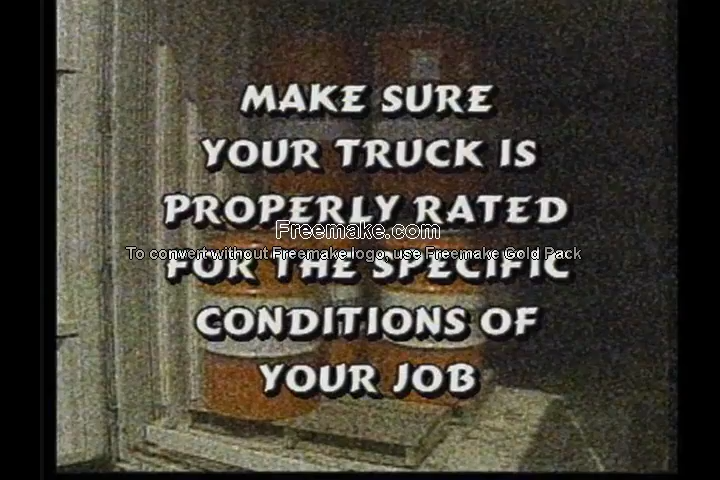 MAKE SURE
YOUR TRUCK IS
PROPERLY RATED
Freemake.com
To convert without Freemake logo, use Freemake Gold Pack
FOR THE SPECIFIC
CONDITIONS OF
YOUR JOB